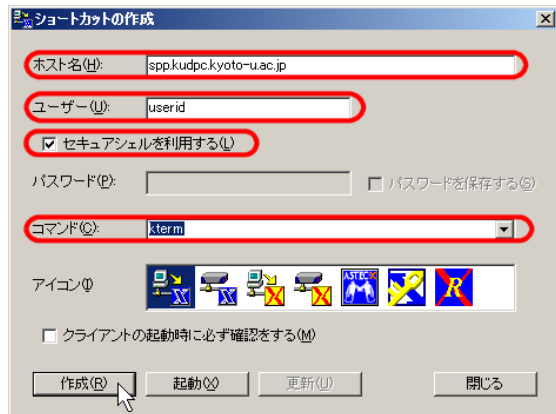 ショートカットの作成
ホスト名(H): spp.kudpc.kyoto-u.ac.jp
ユーザー(U): userid
セキュアシェルを利用する(L)
パスワード(P): パスワードを保存する(S)
コマンド(C): kterm
アイコン(I) X X X X ASTEC-X R X
クライアントの起動時に必ず確認をする(M)
作成(R) 起動(X) 更新(U) 閉じる